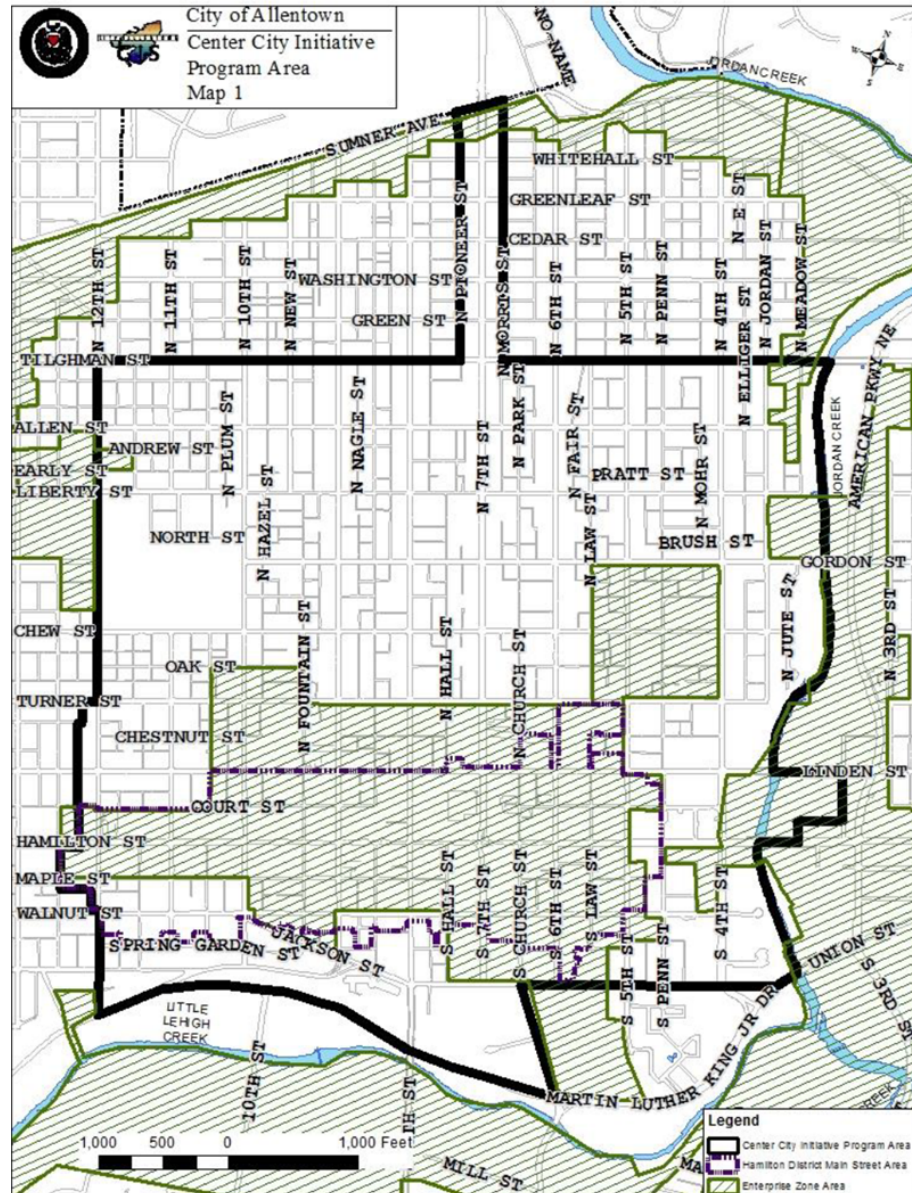 City of Allentown
Center City Initiative
Program Area
Map 1
NO-NAME
JORDAN CREEK
N
W
E
S
SUMNER AVE
WHITEHALL ST
GREENLEAF ST
CEDAR ST
N PIONEER ST
N MORRIS ST
N 12TH ST
N 11TH ST
N 10TH ST
N NEW ST
WASHINGTON ST
GREEN ST
N 6TH ST
N 5TH ST
N PENN ST
N 4TH ST
N E ST
N ELLIGER ST
N JORDAN ST
N MEADOW ST
TILGHMAN ST
ALLEN ST
ANDREW ST
EARLY ST
LIBERTY ST
N PLUM ST
N HAZEL ST
N NAGLE ST
N 7TH ST
N PARK ST
N FAIR ST
N LAW ST
PRATT ST
N MOHR ST
BRUSH ST
JORDAN CREEK
AMERICAN PKWY NE
GORDON ST
NORTH ST
CHEW ST
OAK ST
N FOUNTAIN ST
N HALL ST
N CHURCH ST
N JUTE ST
N 3RD ST
TURNER ST
CHESTNUT ST
LINDEN ST
COURT ST
HAMILTON ST
MAPLE ST
WALNUT ST
SPRING GARDEN ST
JACKSON ST
S HALL ST
S 7TH ST
S CHURCH ST
S 6TH ST
S LAW ST
S 5TH ST
S PENN ST
S 4TH ST
UNION ST
S 3RD ST
LITTLE
LEHIGH
CREEK
10TH ST
TH ST
MARTIN LUTHER KING JR DR
MILL ST
CREEK
1,000 500 0 1,000 Feet
Legend
Center City Initiative Program Area
Hamilton District Main Street Area
Enterprise Zone Area